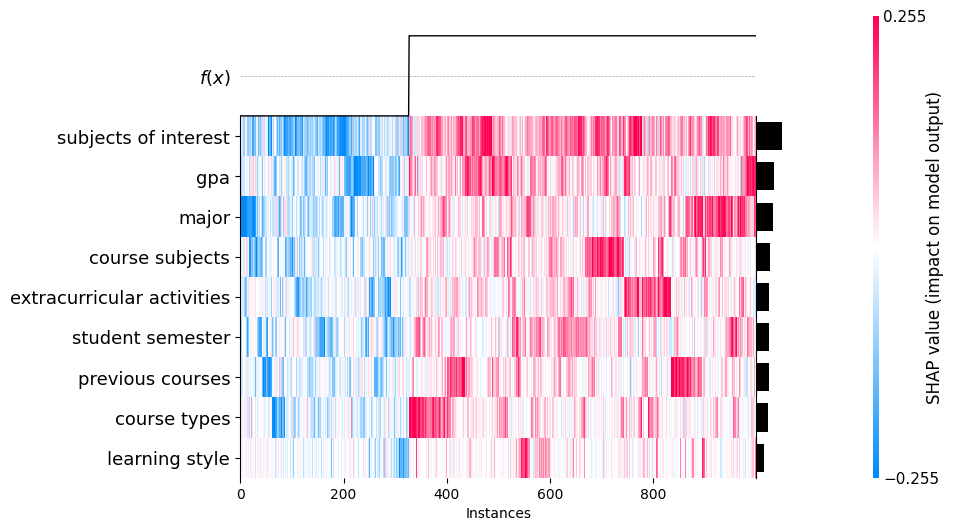 0.255
f(x)
subjects of interest
gpa
major
course subjects
extracurricular activities
student semester
previous courses
course types
learning style
0 200 400 600 800
Instances
SHAP value (impact on model output)
−0.255